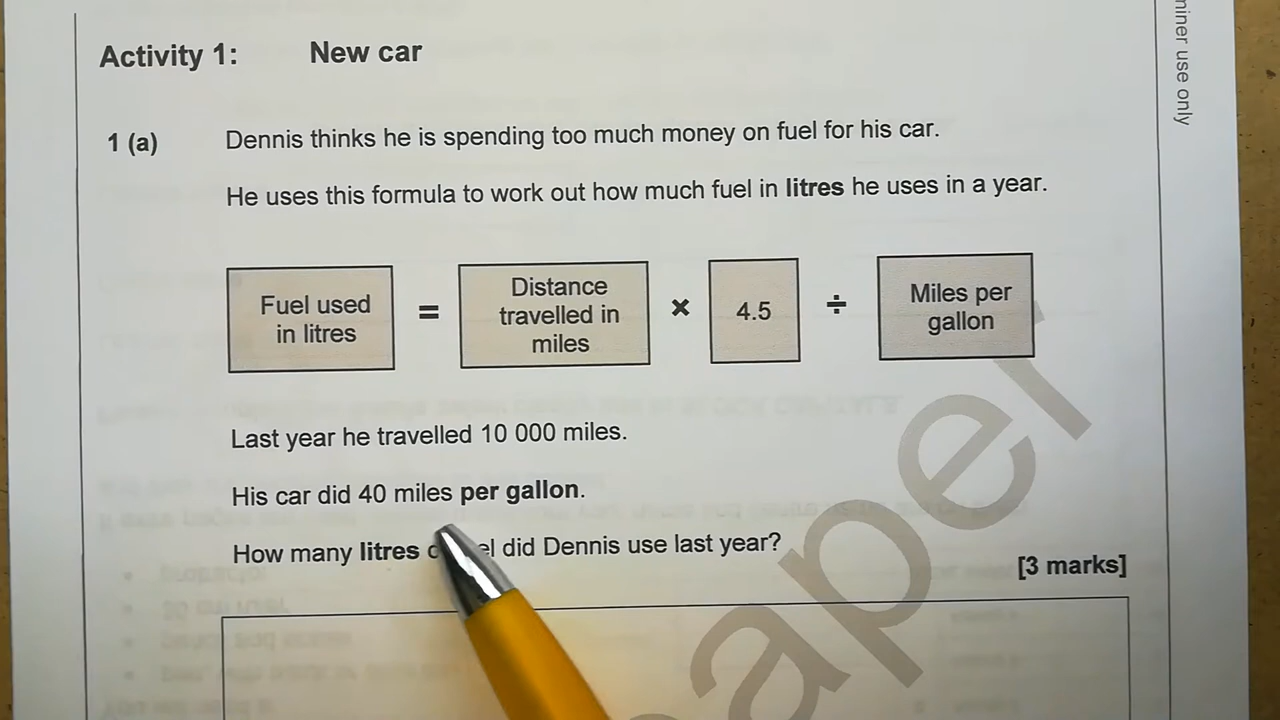 miner use only
Activity 1: New car
1 (a) Dennis thinks he is spending too much money on fuel for his car.
He uses this formula to work out how much fuel in litres he uses in a year.
Fuel used
in litres
=
Distance
travelled in
miles
×
4.5
÷
Miles per
gallon
Last year he travelled 10 000 miles.
His car did 40 miles per gallon.
How many litres el did Dennis use last year?
[3 marks]
aper